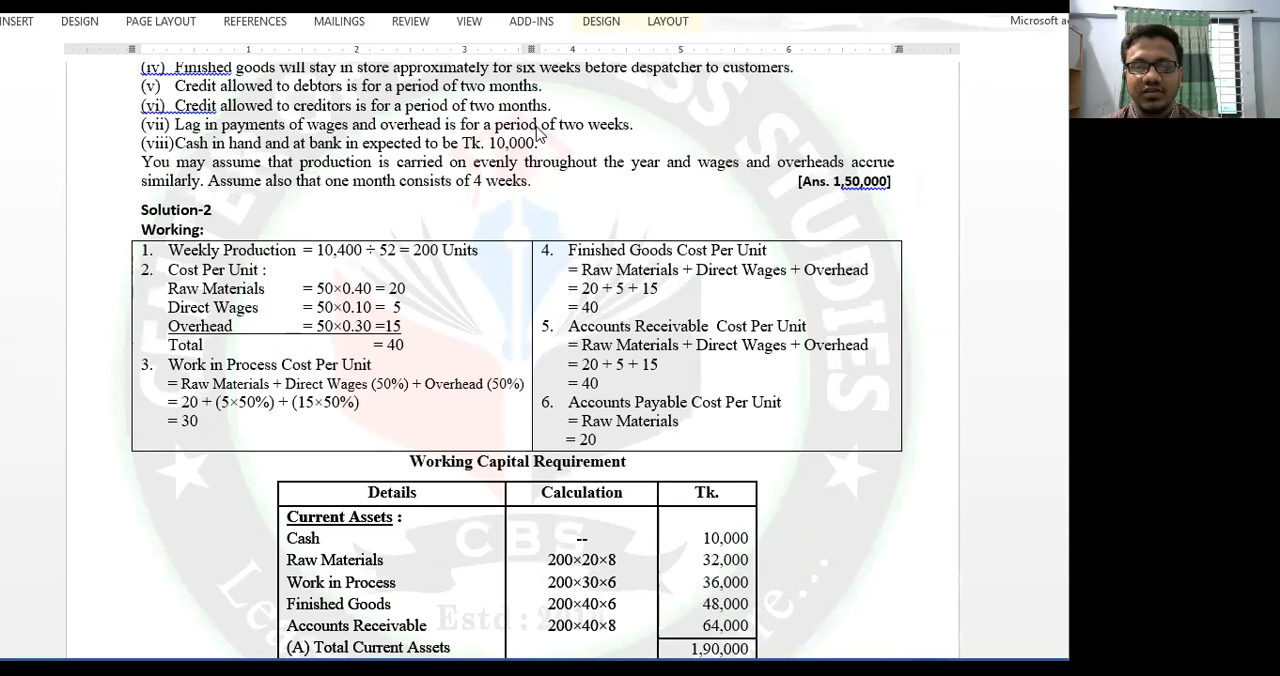 INSERT DESIGN PAGE LAYOUT REFERENCES MAILINGS REVIEW VIEW ADD-INS DESIGN LAYOUT Microsoft a
1 2 3 4 5 6
(iv) Finished goods will stay in store approximately for six weeks before despatcher to customers.
(v) Credit allowed to debtors is for a period of two months.
(vi) Credit allowed to creditors is for a period of two months.
(vii) Lag in payments of wages and overhead is for a period of two weeks.
(viii)Cash in hand and at bank in expected to be Tk. 10,000.
You may assume that production is carried on evenly throughout the year and wages and overheads accrue
similarly. Assume also that one month consists of 4 weeks. [Ans. 1,50,000]
Solution-2
Working:
1. Weekly Production = 10,400 ÷ 52 = 200 Units
2. Cost Per Unit :
Raw Materials = 50×0.40 = 20
Direct Wages = 50×0.10 = 5
Overhead = 50×0.30 =15
Total = 40
3. Work in Process Cost Per Unit
= Raw Materials + Direct Wages (50%) + Overhead (50%)
= 20 + (5×50%) + (15×50%)
= 30
4. Finished Goods Cost Per Unit
= Raw Materials + Direct Wages + Overhead
= 20 + 5 + 15
= 40
5. Accounts Receivable Cost Per Unit
= Raw Materials + Direct Wages + Overhead
= 20 + 5 + 15
= 40
6. Accounts Payable Cost Per Unit
= Raw Materials
= 20
Working Capital Requirement
Details Calculation Tk.
Current Assets :
Cash -- 10,000
Raw Materials 200×20×8 32,000
Work in Process 200×30×6 36,000
Finished Goods 200×40×6 48,000
Accounts Receivable 200×40×8 64,000
(A) Total Current Assets 1,90,000
CBS